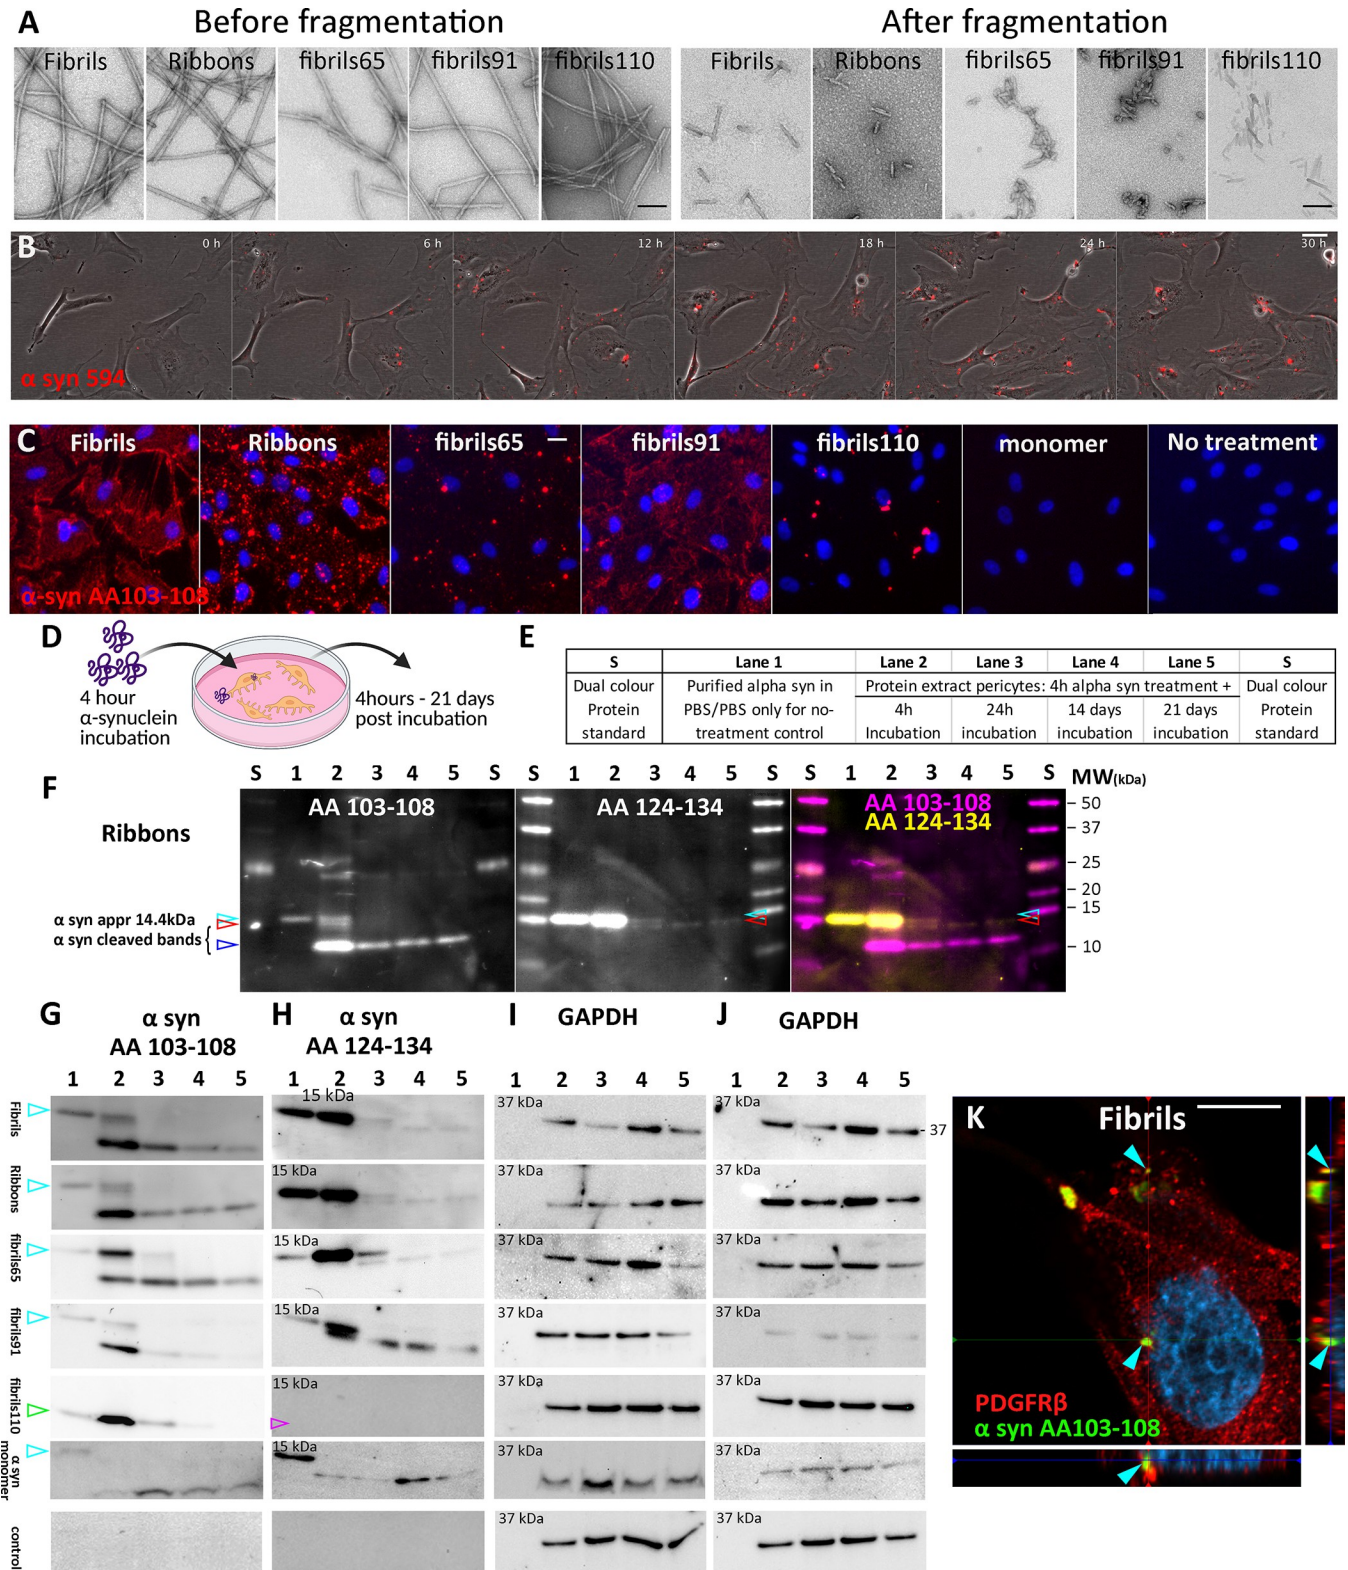 A
Before fragmentation
After fragmentation
Fibrils
Ribbons
fibrils65
fibrils91
fibrils110
Fibrils
Ribbons
fibrils65
fibrils91
fibrils110
B
0 h
6 h
12 h
18 h
24 h
30 h
α syn 594
C
Fibrils
Ribbons
fibrils65
fibrils91
fibrils110
monomer
No treatment
α-syn AA103-108
D
4 hour
α-synuclein
incubation
4hours - 21 days
post incubation
E
S
Lane 1
Lane 2
Lane 3
Lane 4
Lane 5
S
Dual colour
Protein
standard
Purified alpha syn in
PBS/PBS only for no-
treatment control
Protein extract pericytes: 4h alpha syn treatment +
4h
Incubation
24h
incubation
14 days
incubation
21 days
incubation
Dual colour
Protein
standard
F
Ribbons
S 1 2 3 4 5 S
S 1 2 3 4 5 S
S 1 2 3 4 5 S
MW(kDa)
AA 103-108
AA 124-134
AA 103-108
AA 124-134
50
37
25
20
15
10
α syn appr 14.4kDa
α syn cleaved bands
G
α syn
AA 103-108
1 2 3 4 5
H
α syn
AA 124-134
1 2 3 4 5
I
GAPDH
1 2 3 4 5
J
GAPDH
1 2 3 4 5
Fibrils
15 kDa
37 kDa
37 kDa
37
Ribbons
15 kDa
37 kDa
37 kDa
fibrils65
15 kDa
37 kDa
37 kDa
fibrils91
15 kDa
37 kDa
37 kDa
fibrils110
15 kDa
37 kDa
37 kDa
α syn
monomer
15 kDa
37 kDa
37 kDa
control
37 kDa
37 kDa
K
Fibrils
PDGFRβ
α syn AA103-108